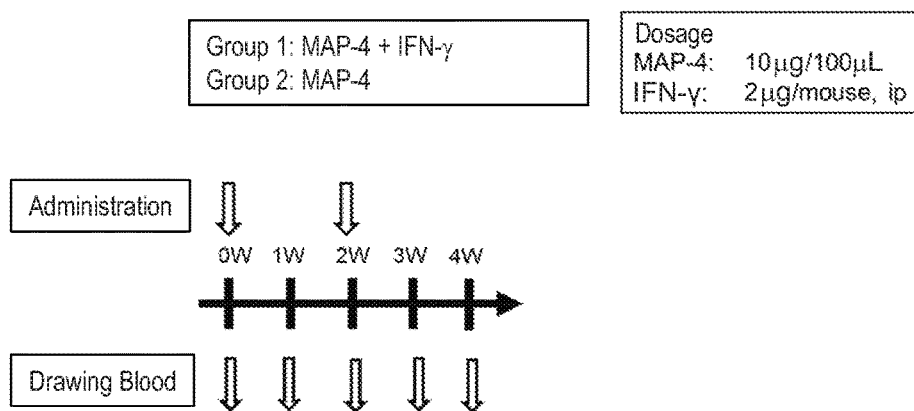 Group 1: MAP-4 + IFN-γ
Group 2: MAP-4
Dosage
MAP-4: 10μg/100μL
IFN-γ: 2μg/mouse, ip
Administration
0W 1W 2W 3W 4W
Drawing Blood